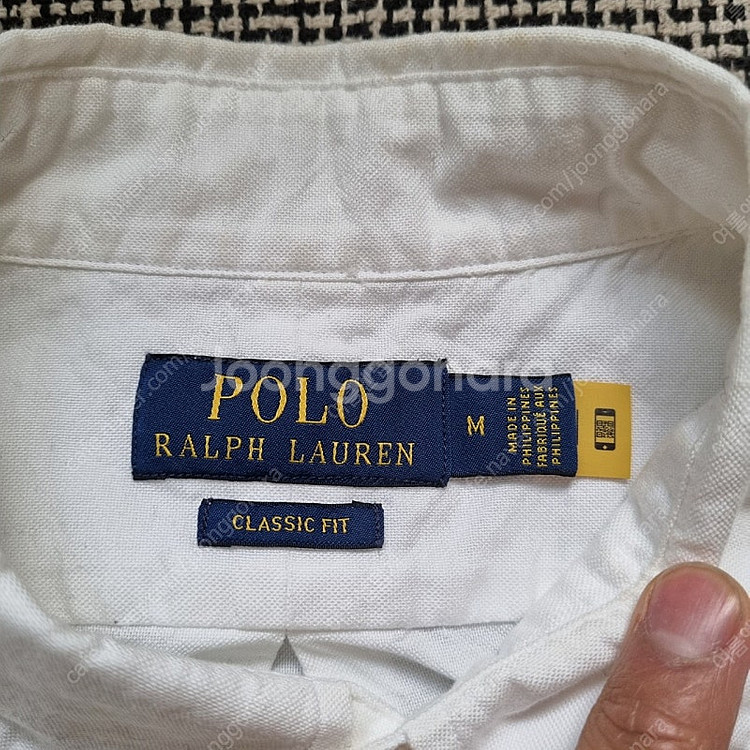 POLO
RALPH LAUREN
M
MADE IN
PHILIPPINES
FABRIQUÉ AUX
PHILIPPINES
CLASSIC FIT
Joonggonara